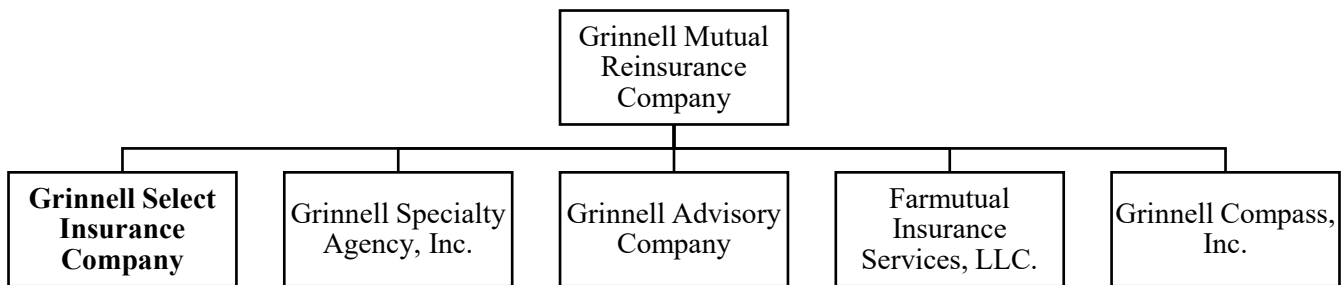 Grinnell Mutual
Reinsurance
Company
Grinnell Select
Insurance
Company
Grinnell Specialty
Agency, Inc.
Grinnell Advisory
Company
Farmutual
Insurance
Services, LLC.
Grinnell Compass,
Inc.